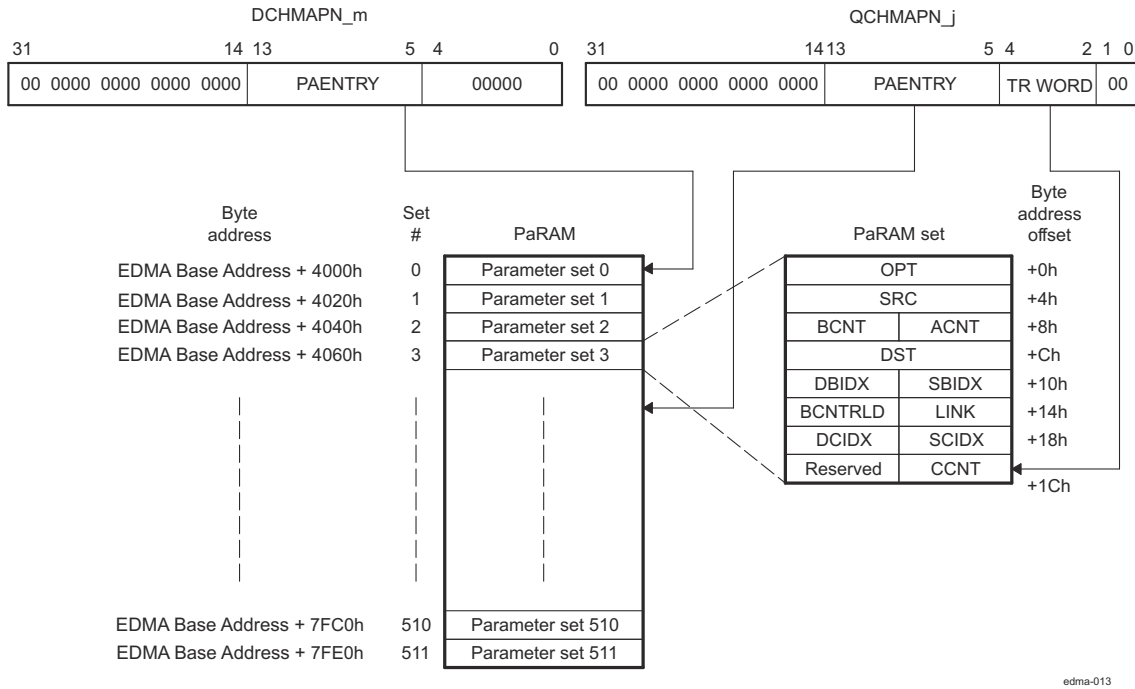 DCHMAPN_m QCHMAPN_j
31 14 13 5 4 0 31 14 13 5 4 2 1 0
00 0000 0000 0000 0000 PAENTRY 00000 00 0000 0000 0000 0000 PAENTRY TR WORD 00
Byte address Set # PaRAM PaRAM set Byte address offset
EDMA Base Address + 4000h 0 Parameter set 0 OPT +0h
EDMA Base Address + 4020h 1 Parameter set 1 SRC +4h
EDMA Base Address + 4040h 2 Parameter set 2 BCNT ACNT +8h
EDMA Base Address + 4060h 3 Parameter set 3 DST +Ch
DBIDX SBIDX +10h
BCNTRLD LINK +14h
DCIDX SCIDX +18h
Reserved CCNT +1Ch
EDMA Base Address + 7FC0h 510 Parameter set 510
EDMA Base Address + 7FE0h 511 Parameter set 511
edma-013